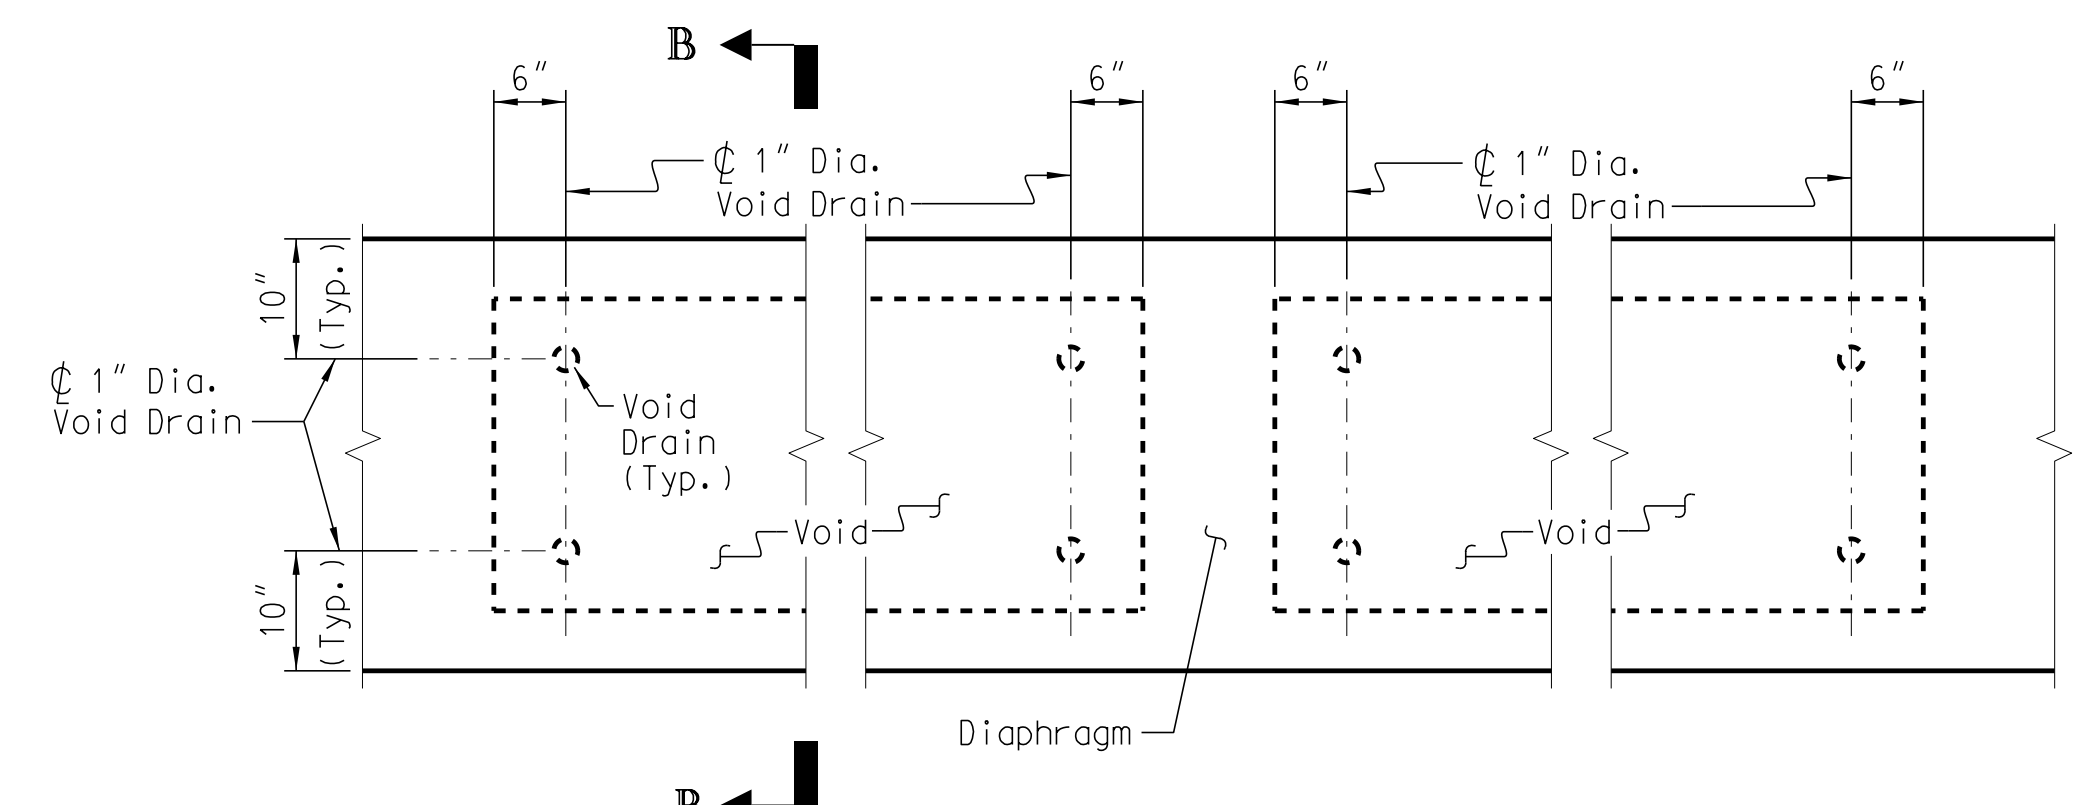 B
6"
6"
6"
6"
℄ 1" Dia.
Void Drain
℄ 1" Dia.
Void Drain
10"
(Typ.)
℄ 1" Dia.
Void Drain
Void
Drain
(Typ.)
Void
Void
10"
(Typ.)
Diaphragm
B